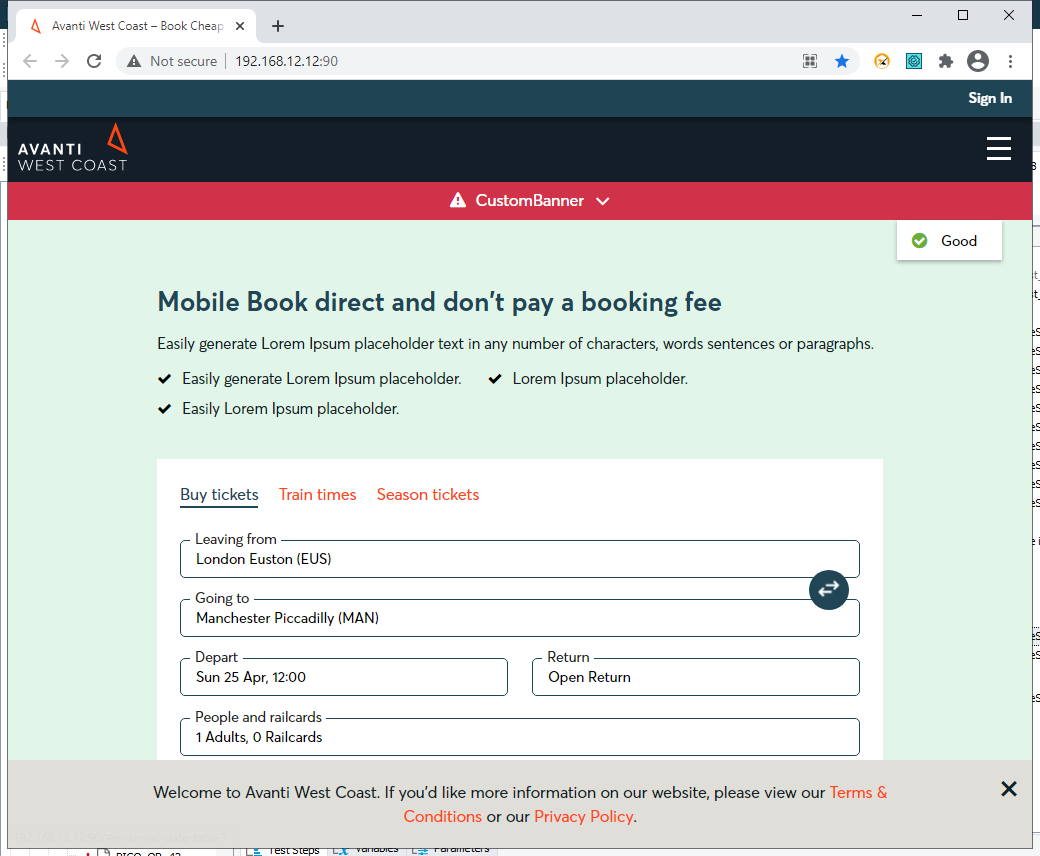 Avanti West Coast – Book Cheap
Not secure 192.168.12.12:90
Sign In
AVANTI
WEST COAST
CustomBanner
Good
Mobile Book direct and don't pay a booking fee
Easily generate Lorem Ipsum placeholder text in any number of characters, words sentences or paragraphs.
Easily generate Lorem Ipsum placeholder. Lorem Ipsum placeholder.
Easily Lorem Ipsum placeholder.
Buy tickets Train times Season tickets
Leaving from
London Euston (EUS)
Going to
Manchester Piccadilly (MAN)
Depart Return
Sun 25 Apr, 12:00 Open Return
People and railcards
1 Adults, 0 Railcards
Welcome to Avanti West Coast. If you'd like more information on our website, please view our Terms &
Conditions or our Privacy Policy.
Test Steps Variables Parameters